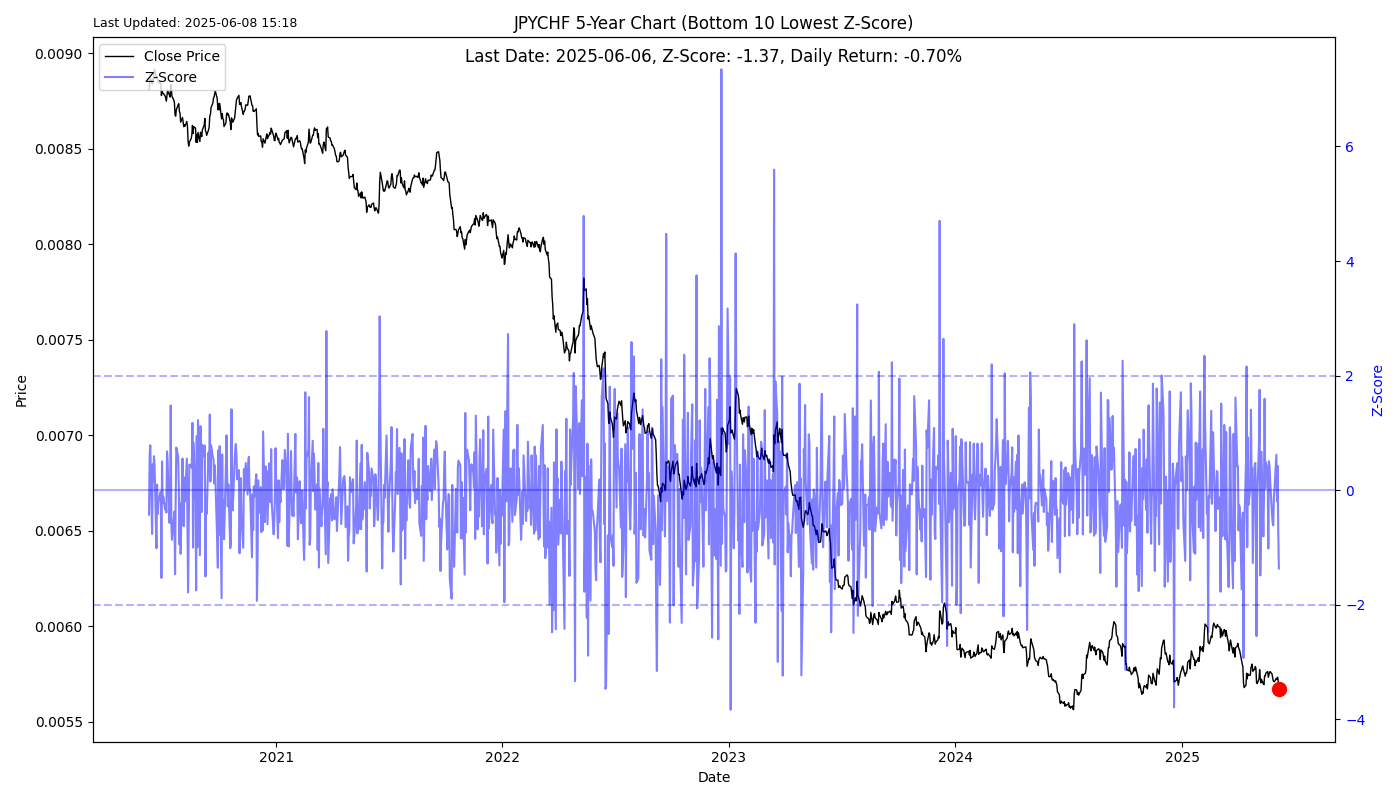 Last Updated: 2025-06-08 15:18
JPYCHF 5-Year Chart (Bottom 10 Lowest Z-Score)
Last Date: 2025-06-06, Z-Score: -1.37, Daily Return: -0.70%
Close Price
Z-Score
0.0090
0.0085
0.0080
0.0075
0.0070
0.0065
0.0060
0.0055
Price
6
4
2
0
−2
−4
Z-Score
2021
2022
2023
2024
2025
Date